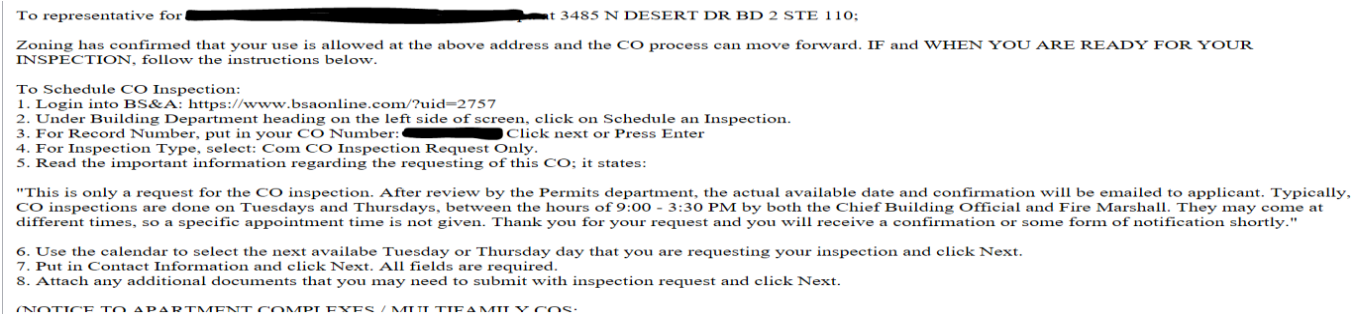 To representative for t 3485 N DESERT DR BD 2 STE 110;
Zoning has confirmed that your use is allowed at the above address and the CO process can move forward. IF and WHEN YOU ARE READY FOR YOUR
INSPECTION, follow the instructions below.
To Schedule CO Inspection:
1. Login into BS&A: https://www.bsaonline.com/?uid=2757
2. Under Building Department heading on the left side of screen, click on Schedule an Inspection.
3. For Record Number, put in your CO Number: Click next or Press Enter
4. For Inspection Type, select: Com CO Inspection Request Only.
5. Read the important information regarding the requesting of this CO; it states:
"This is only a request for the CO inspection. After review by the Permits department, the actual available date and confirmation will be emailed to applicant. Typically,
CO inspections are done on Tuesdays and Thursdays, between the hours of 9:00 - 3:30 PM by both the Chief Building Official and Fire Marshall. They may come at
different times, so a specific appointment time is not given. Thank you for your request and you will receive a confirmation or some form of notification shortly."
6. Use the calendar to select the next availabe Tuesday or Thursday day that you are requesting your inspection and click Next.
7. Put in Contact Information and click Next. All fields are required.
8. Attach any additional documents that you may need to submit with inspection request and click Next.
(NOTICE TO APARTMENT COMPLEXES / MULTIFAMILY COS: